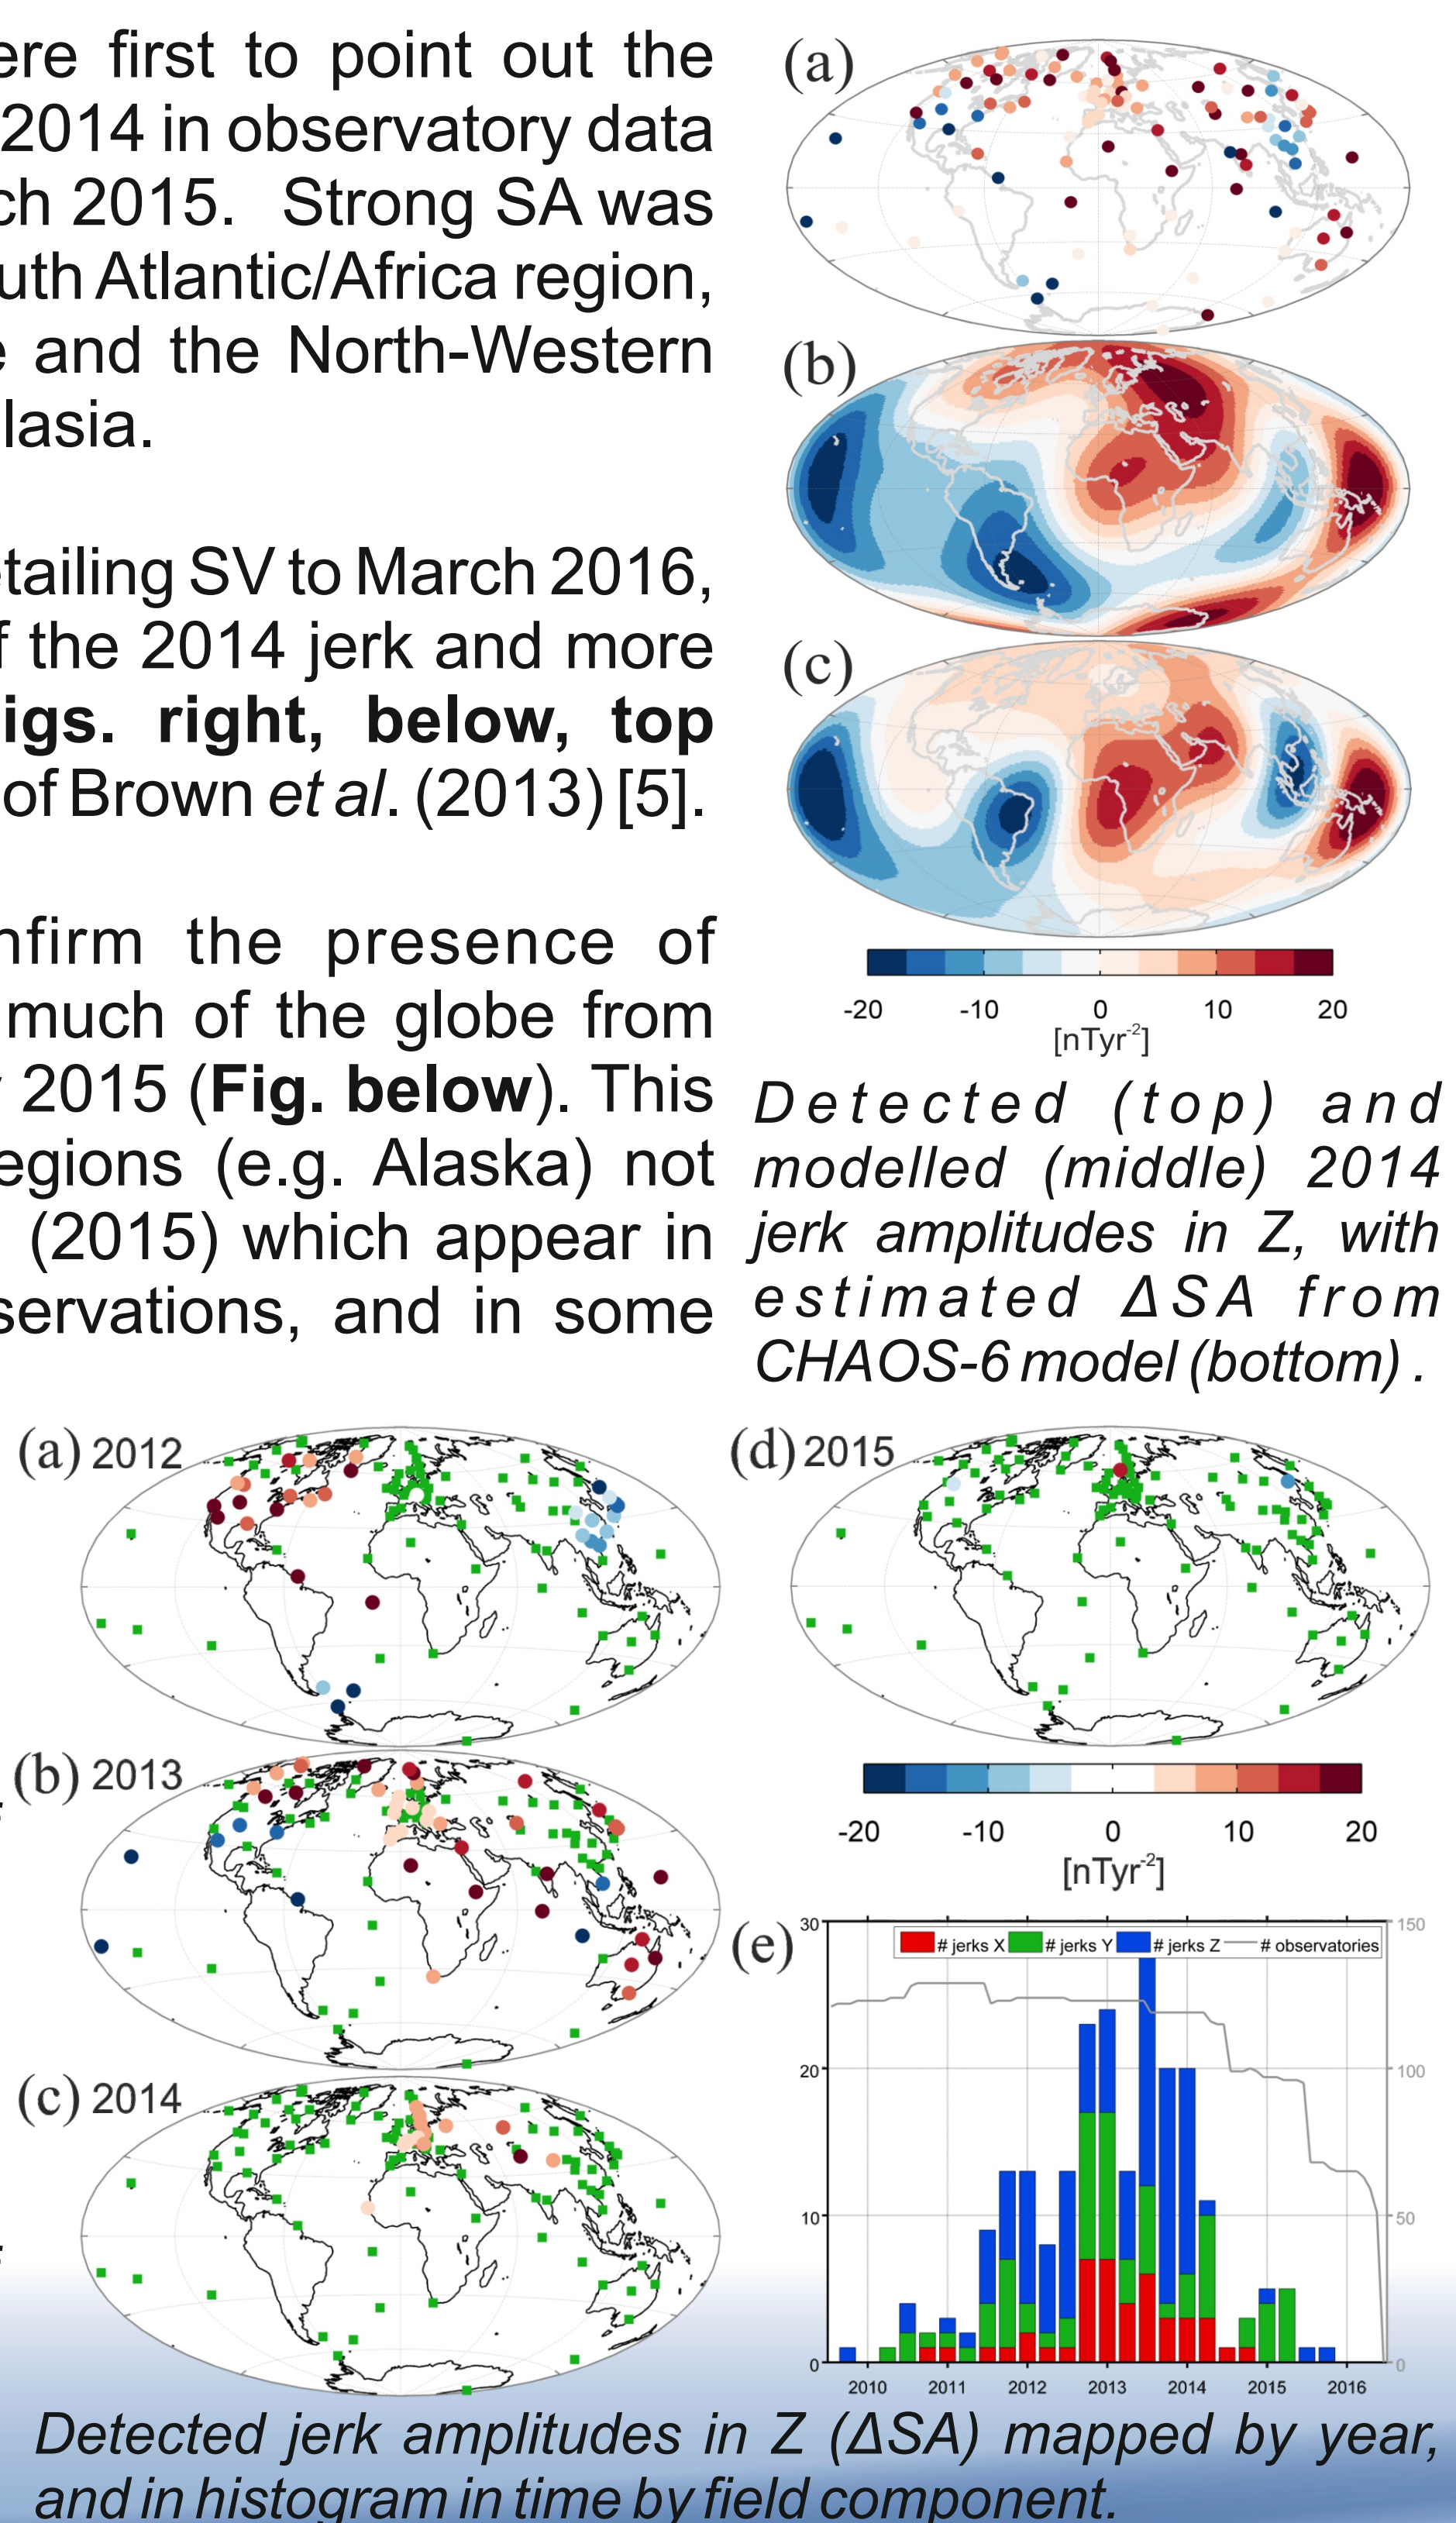 ere first to point out the
2014 in observatory data
ch 2015. Strong SA was
uth Atlantic/Africa region,
e and the North-Western
lasia.
etailing SV to March 2016,
f the 2014 jerk and more
igs. right, below, top
of Brown et al. (2013) [5].
nfirm the presence of
much of the globe from
y 2015 (Fig. below). This
egions (e.g. Alaska) not
(2015) which appear in
servations, and in some
(a)
(b)
(c)
-20 -10 0 10 20
[nTyr-2]
Detected (top) and
modelled (middle) 2014
jerk amplitudes in Z, with
estimated ΔSA from
CHAOS-6 model (bottom) .
(a) 2012
(b) 2013
(c) 2014
(d) 2015
-20 -10 0 10 20
[nTyr-2]
(e)
# jerks X # jerks Y # jerks Z # observatories
30 150
20 100
10 50
0 0
2010 2011 2012 2013 2014 2015 2016
Detected jerk amplitudes in Z (ΔSA) mapped by year,
and in histogram in time by field component.